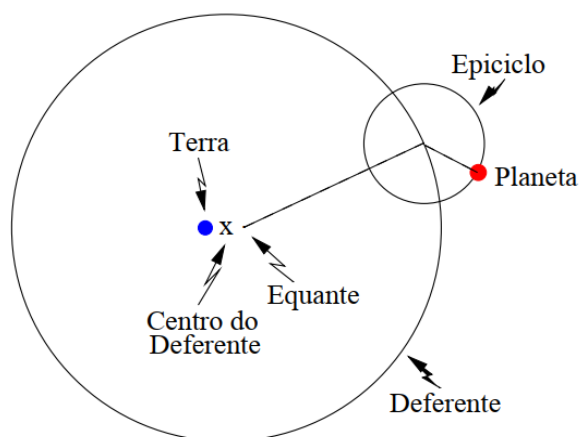 Epiciclo
Terra
Planeta
x
Equante
Centro do
Deferente
Deferente